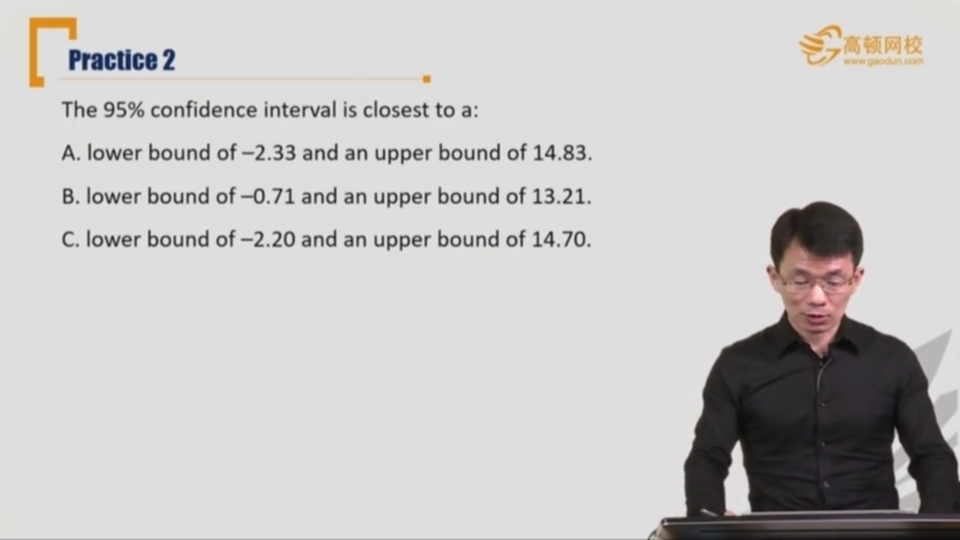 Practice 2
高顿网校
www.gaodun.com
The 95% confidence interval is closest to a:
A. lower bound of –2.33 and an upper bound of 14.83.
B. lower bound of –0.71 and an upper bound of 13.21.
C. lower bound of –2.20 and an upper bound of 14.70.